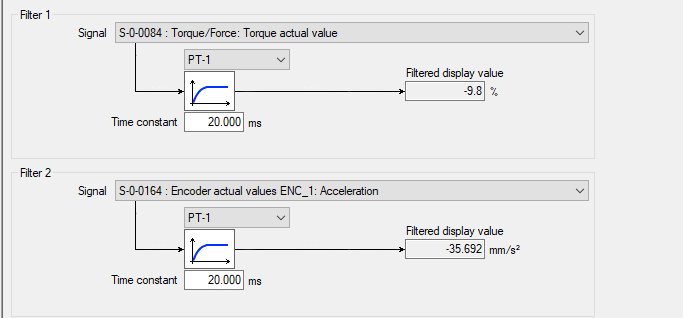 Filter 1
Signal S-0-0084 : Torque/Force: Torque actual value
PT-1
Filtered display value
-9.8 %
Time constant 20.000 ms
Filter 2
Signal S-0-0164 : Encoder actual values ENC_1: Acceleration
PT-1
Filtered display value
-35.692 mm/s²
Time constant 20.000 ms